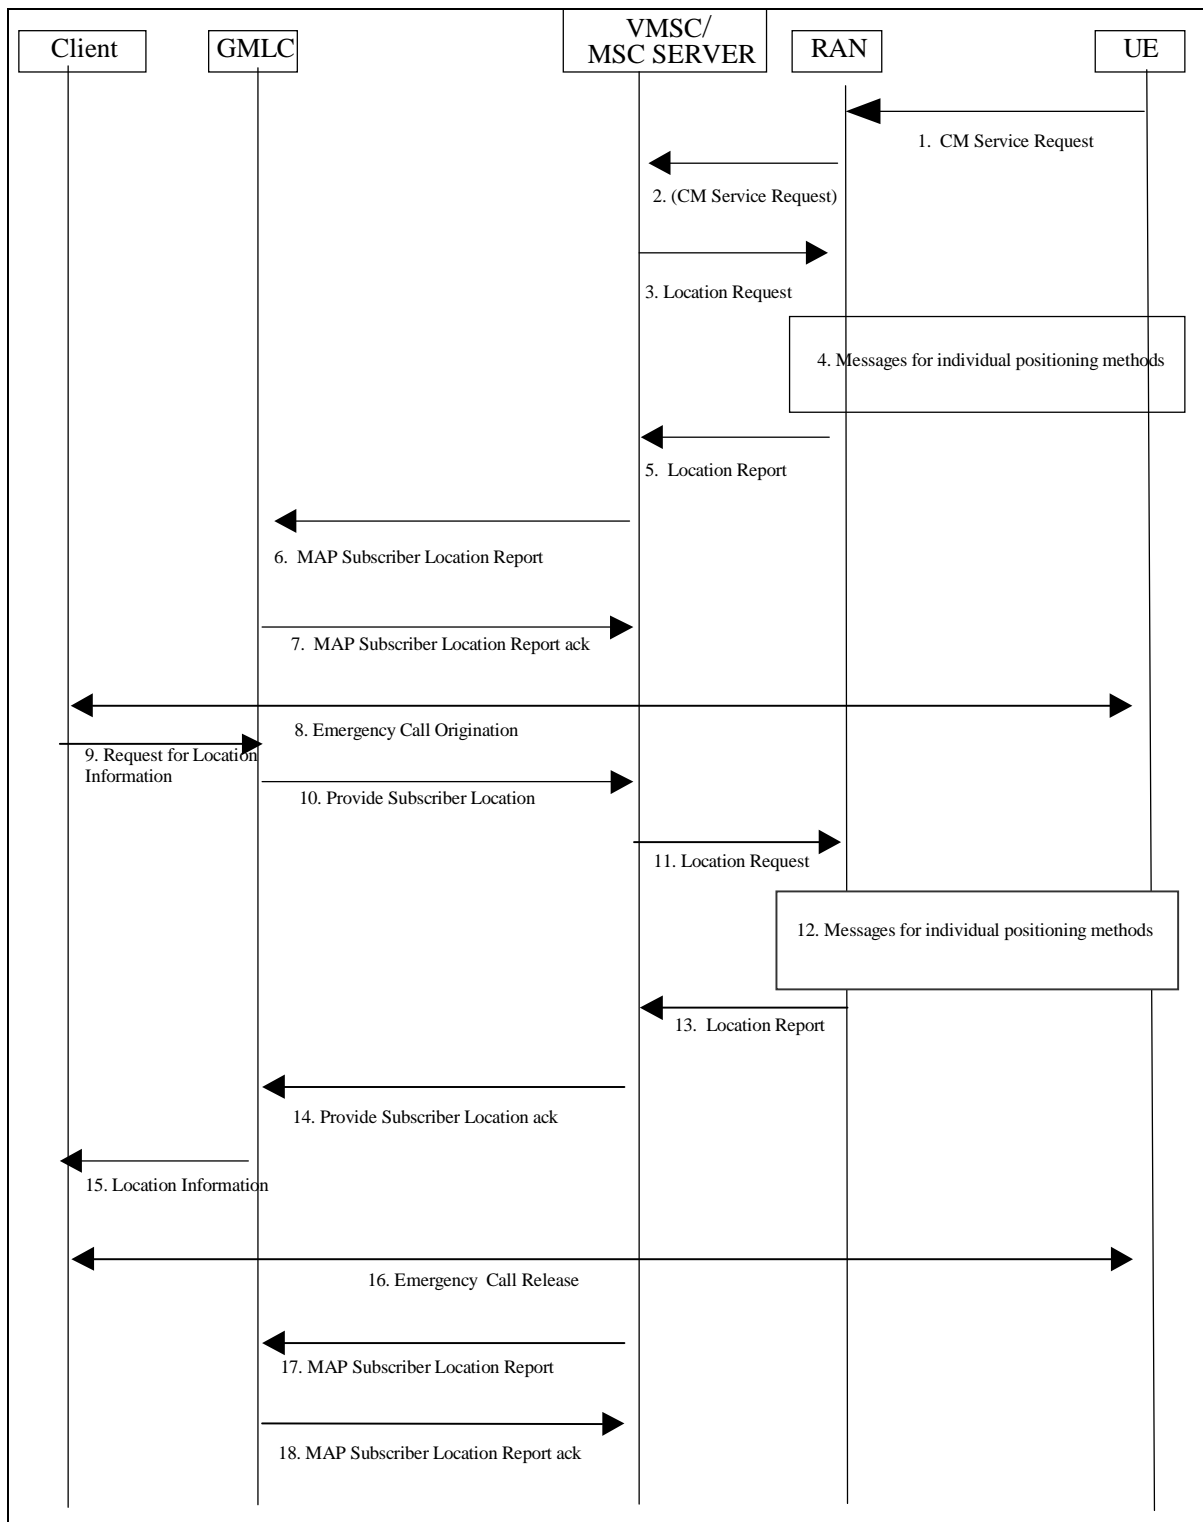 Client
GMLC
VMSC/
MSC SERVER
RAN
UE
1. CM Service Request
2. (CM Service Request)
3. Location Request
4. Messages for individual positioning methods
5. Location Report
6. MAP Subscriber Location Report
7. MAP Subscriber Location Report ack
8. Emergency Call Origination
9. Request for Location
Information
10. Provide Subscriber Location
11. Location Request
12. Messages for individual positioning methods
13. Location Report
14. Provide Subscriber Location ack
15. Location Information
16. Emergency Call Release
17. MAP Subscriber Location Report
18. MAP Subscriber Location Report ack